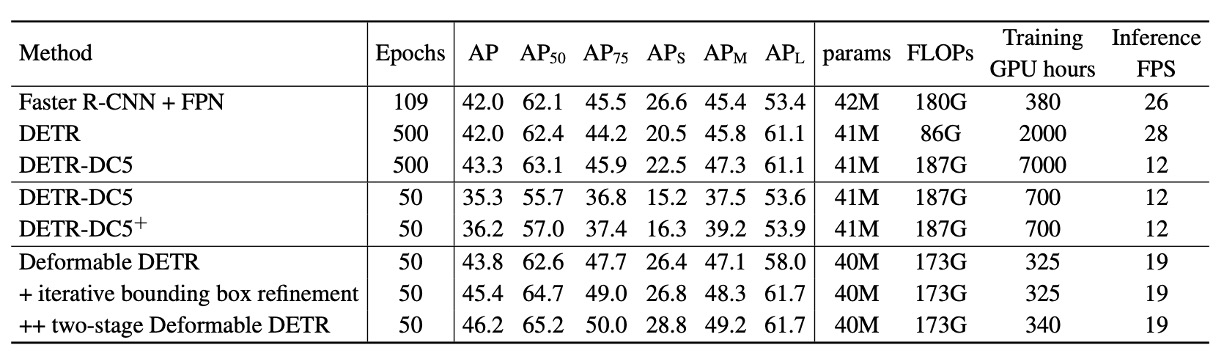 Method Epochs AP AP50 AP75 APS APM APL params FLOPs Training GPU hours Inference FPS
Faster R-CNN + FPN 109 42.0 62.1 45.5 26.6 45.4 53.4 42M 180G 380 26
DETR 500 42.0 62.4 44.2 20.5 45.8 61.1 41M 86G 2000 28
DETR-DC5 500 43.3 63.1 45.9 22.5 47.3 61.1 41M 187G 7000 12
DETR-DC5 50 35.3 55.7 36.8 15.2 37.5 53.6 41M 187G 700 12
DETR-DC5+ 50 36.2 57.0 37.4 16.3 39.2 53.9 41M 187G 700 12
Deformable DETR 50 43.8 62.6 47.7 26.4 47.1 58.0 40M 173G 325 19
+ iterative bounding box refinement 50 45.4 64.7 49.0 26.8 48.3 61.7 40M 173G 325 19
++ two-stage Deformable DETR 50 46.2 65.2 50.0 28.8 49.2 61.7 40M 173G 340 19